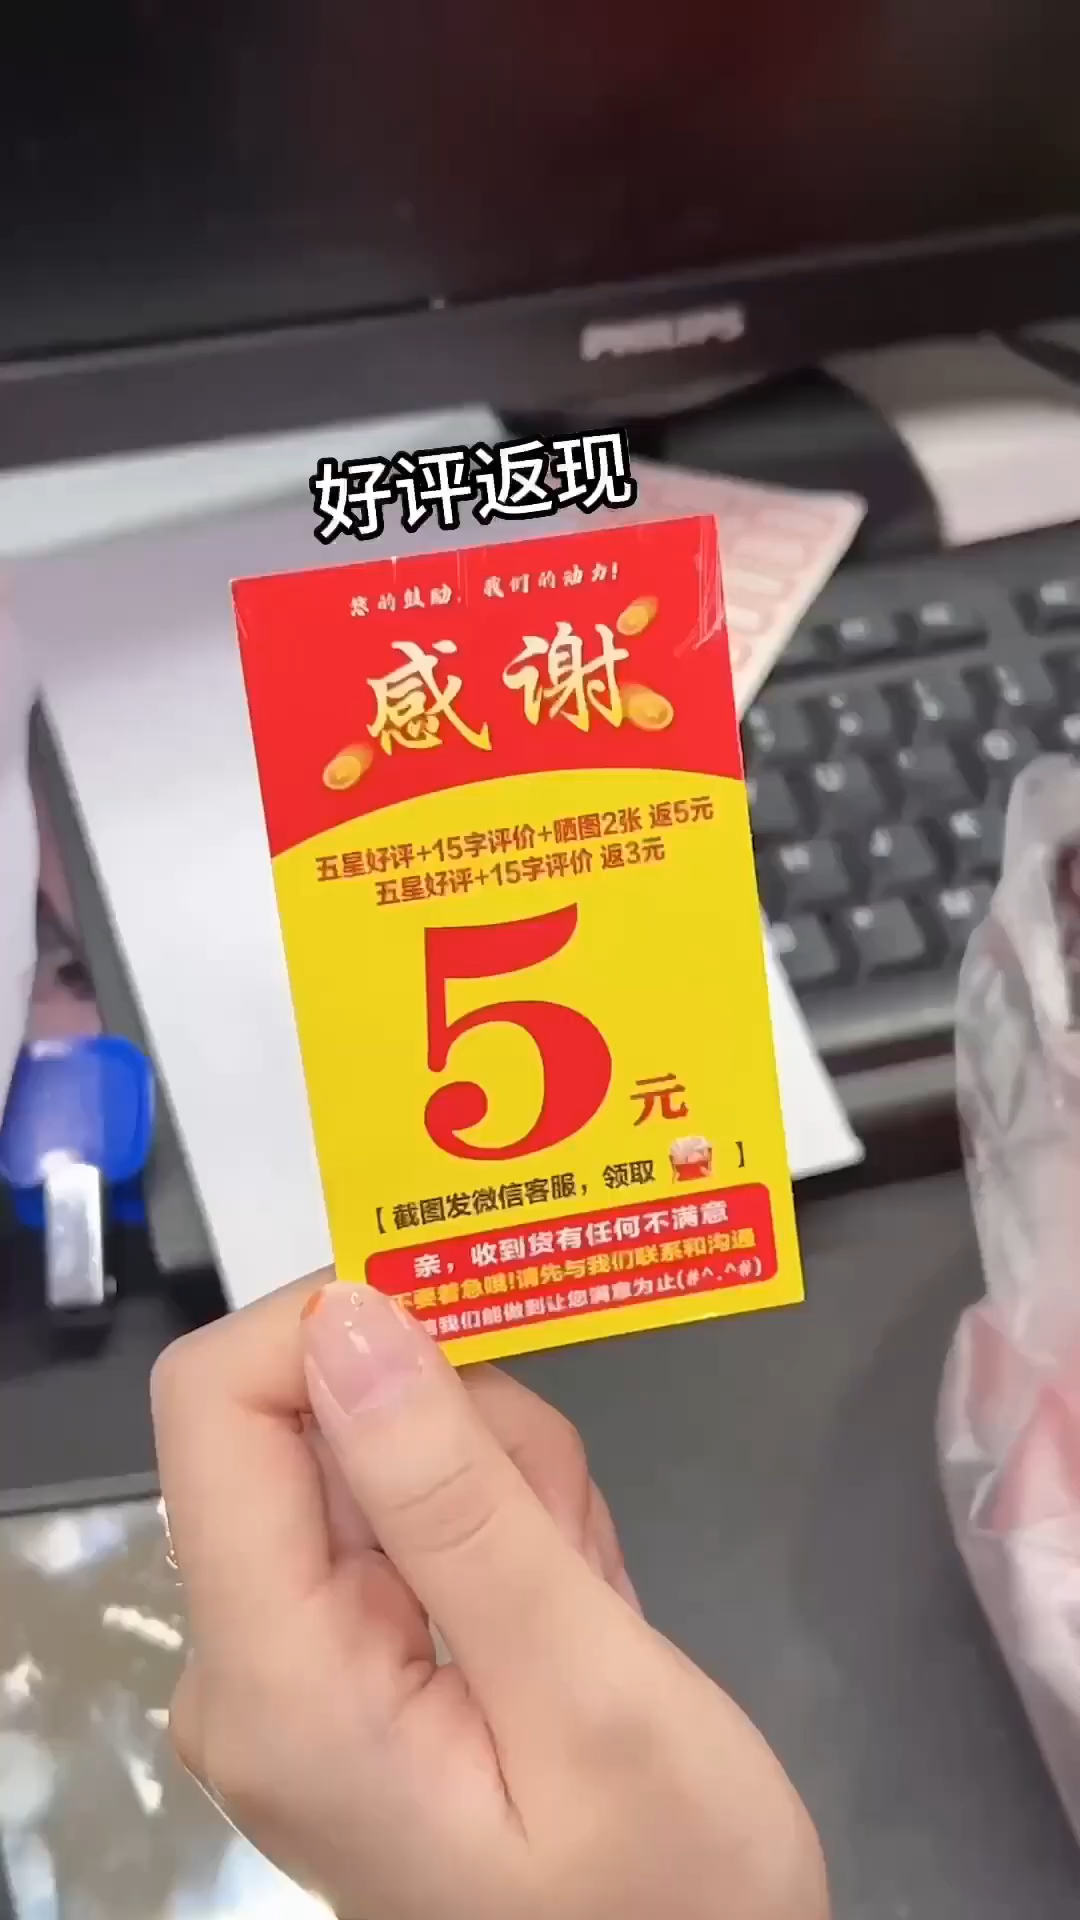 PHILIPS
好评返现
您的鼓励，我们的动力！
感谢
五星好评+15字评价+晒图2张 返5元
五星好评+15字评价 返3元
5元
【截图发微信客服，领取 】
亲，收到货有任何不满意
不要着急哦!请先与我们联系和沟通
我们能做到让您满意为止(#^.^#)